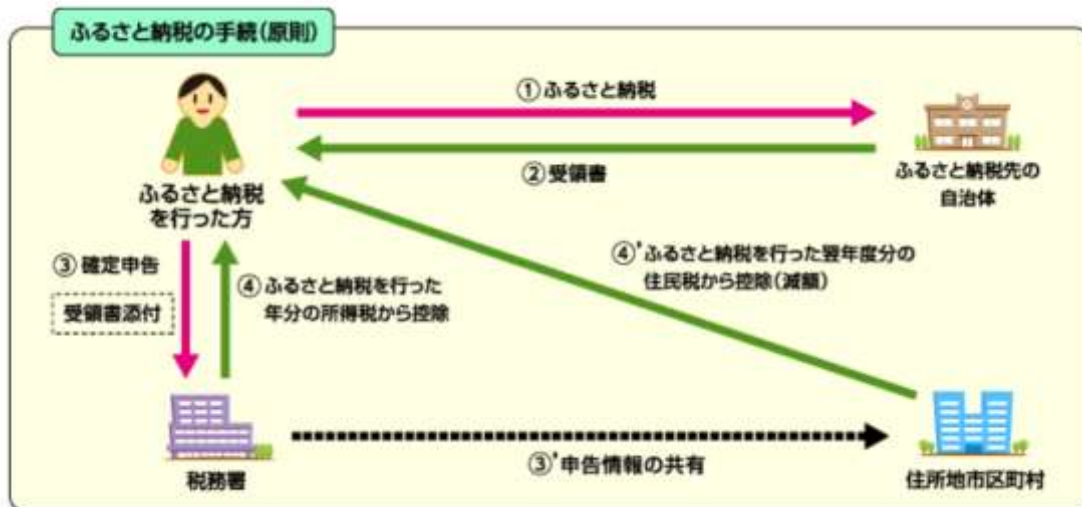 ふるさと納税の手続(原則)
①ふるさと納税
②受領書
ふるさと納税
を行った方
ふるさと納税先の
自治体
③確定申告
受領書添付
④ふるさと納税を行った
年分の所得税から控除
④'ふるさと納税を行った翌年度分の
住民税から控除(減額)
税務署
③'申告情報の共有
住所地市区町村